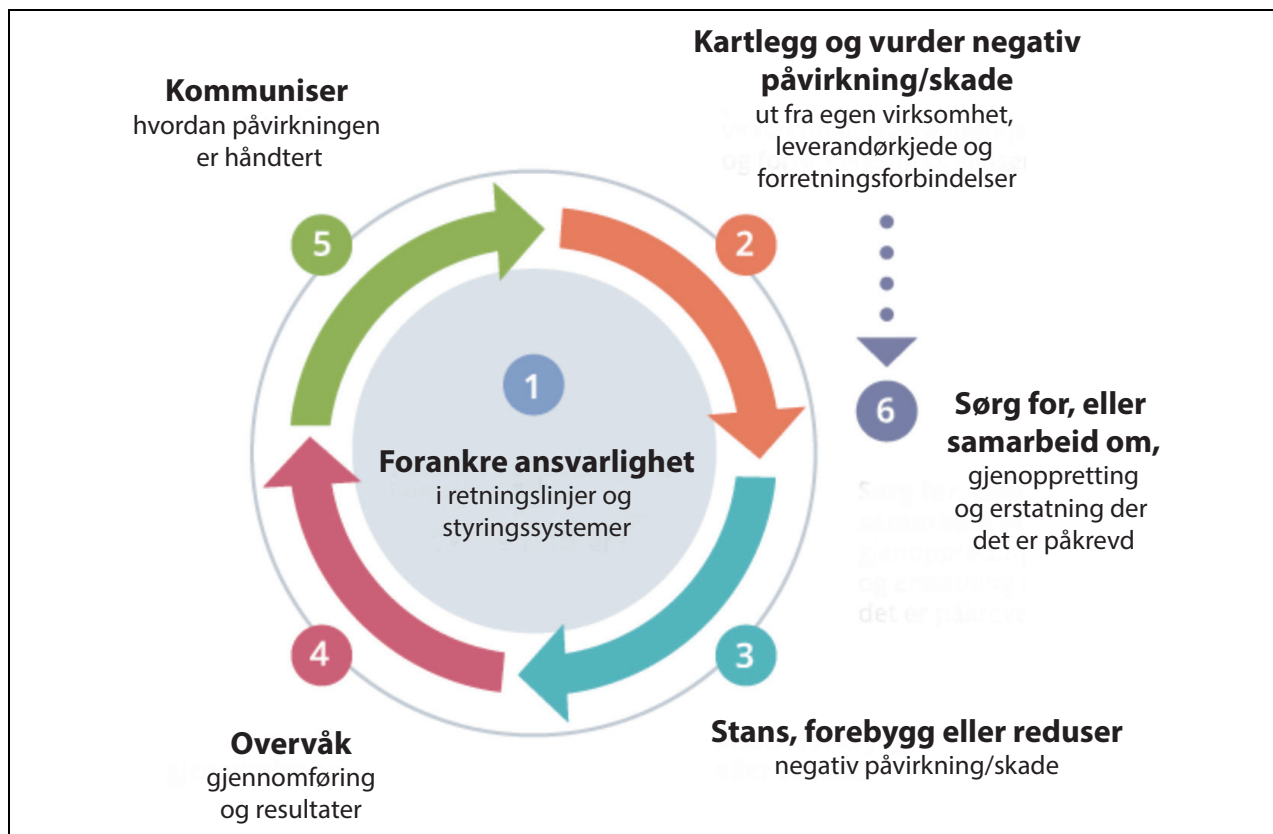 Kommuniser
hvordan påvirkningen
er håndtert
Kartlegg og vurder negativ
påvirkning/skade
ut fra egen virksomhet,
leverandørkjede og
forretningsforbindelser
5
2
1
Forankre ansvarlighet
i retningslinjer og
styringssystemer
6
Sørg for, eller
samarbeid om,
gjenoppretting
og erstatning der
det er påkrevd
4
3
Overvåk
gjennomføring
og resultater
Stans, forebygg eller reduser
negativ påvirkning/skade